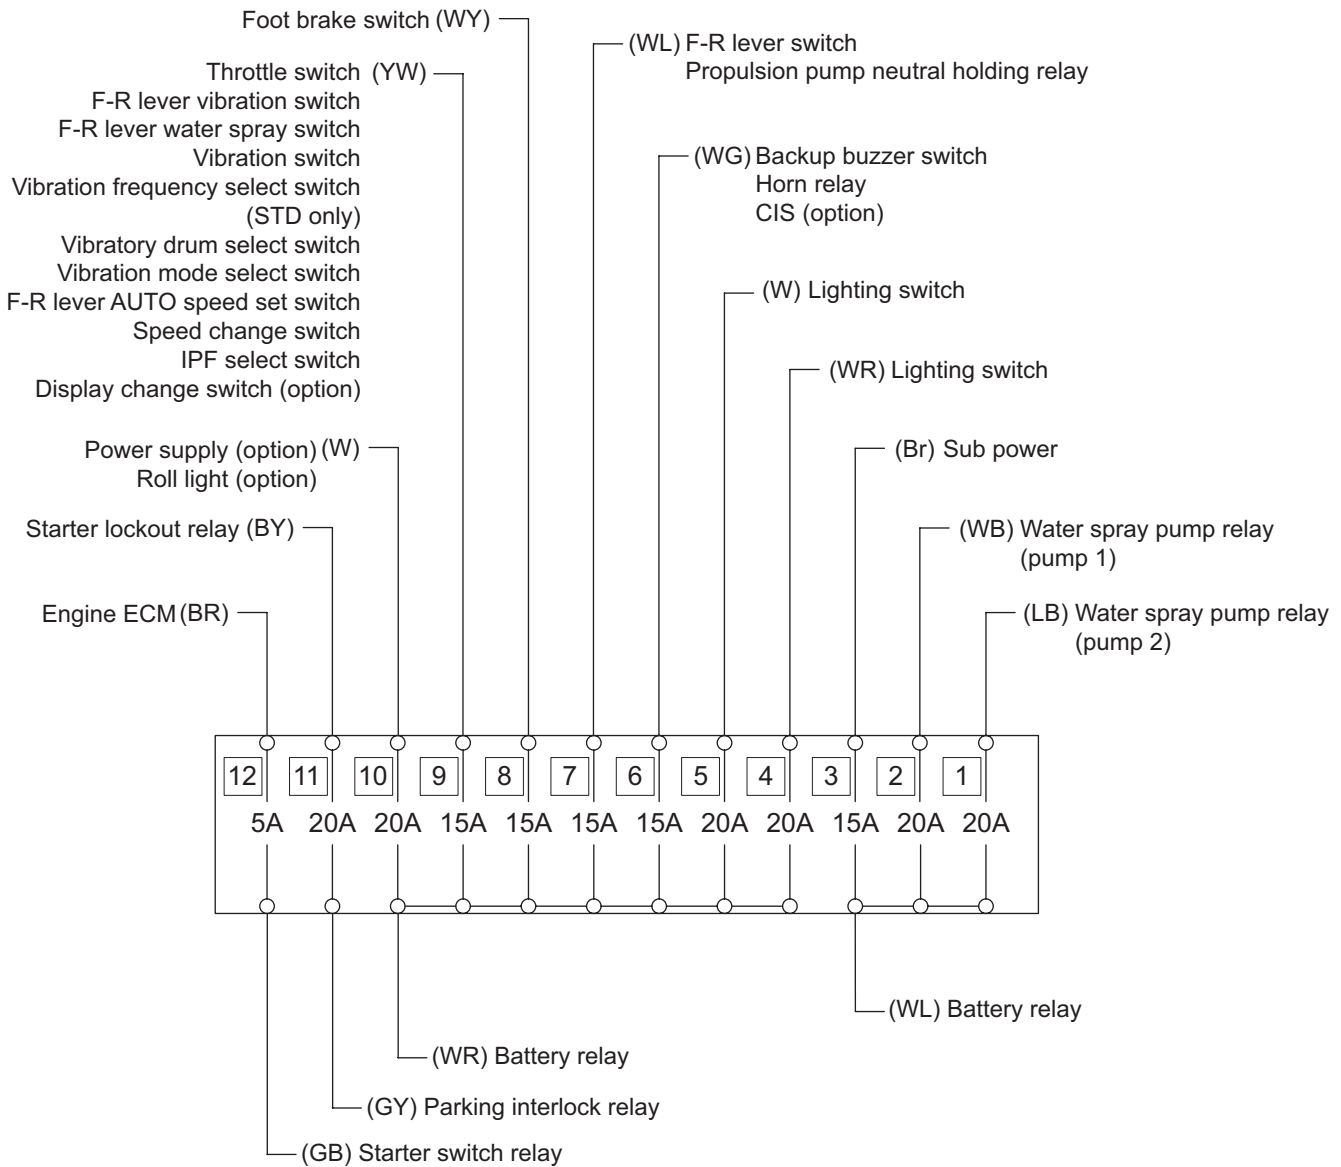 Foot brake switch (WY)
(WL) F-R lever switch
Propulsion pump neutral holding relay
Throttle switch (YW)
F-R lever vibration switch
F-R lever water spray switch
Vibration switch
Vibration frequency select switch
(STD only)
Vibratory drum select switch
Vibration mode select switch
F-R lever AUTO speed set switch
Speed change switch
IPF select switch
Display change switch (option)
(WG) Backup buzzer switch
Horn relay
CIS (option)
(W) Lighting switch
(WR) Lighting switch
Power supply (option) (W)
Roll light (option)
(Br) Sub power
Starter lockout relay (BY)
(WB) Water spray pump relay
(pump 1)
Engine ECM (BR)
(LB) Water spray pump relay
(pump 2)
12 11 10 9 8 7 6 5 4 3 2 1
5A 20A 20A 15A 15A 15A 15A 20A 20A 15A 20A 20A
(WL) Battery relay
(WR) Battery relay
(GY) Parking interlock relay
(GB) Starter switch relay